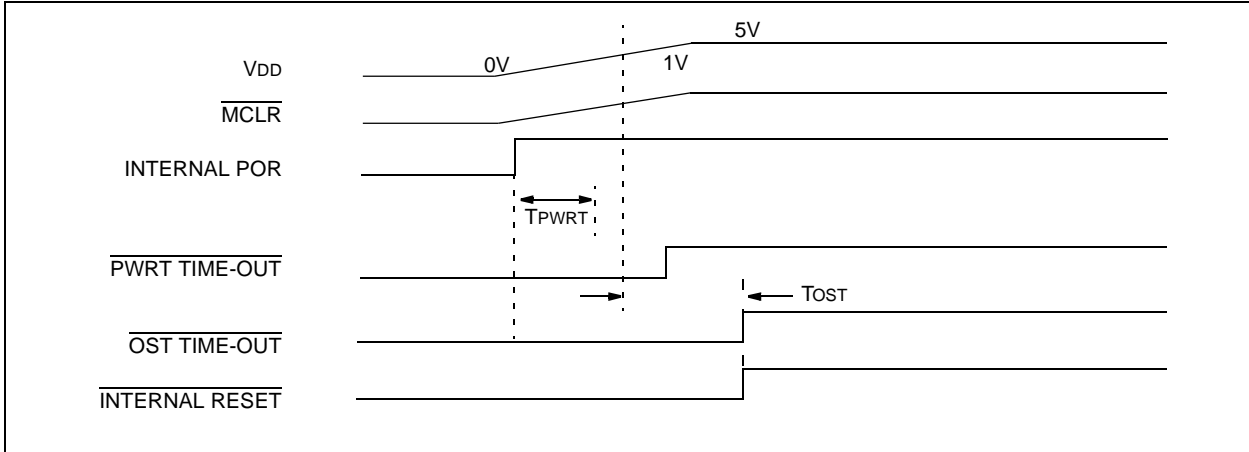 5V
VDD 0V 1V
MCLR
INTERNAL POR
TPWRT
PWRT TIME-OUT
TOST
OST TIME-OUT
INTERNAL RESET